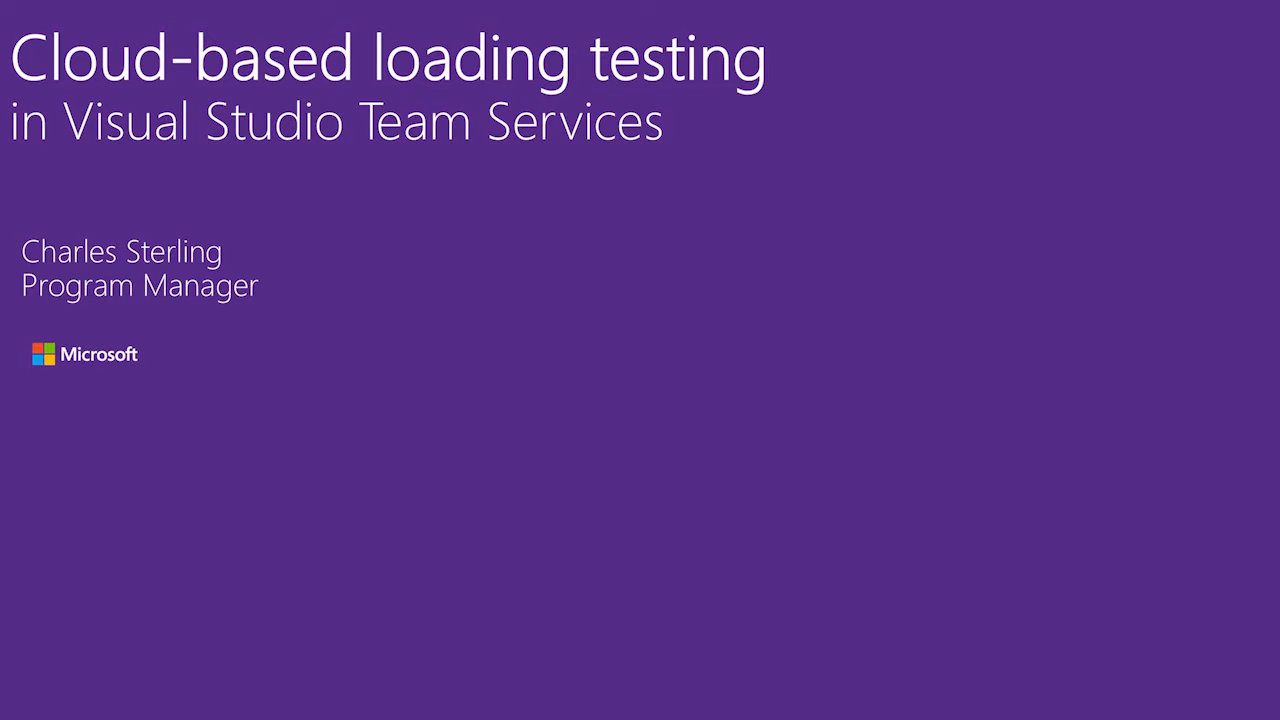 Cloud-based loading testing
in Visual Studio Team Services
Charles Sterling
Program Manager
Microsoft